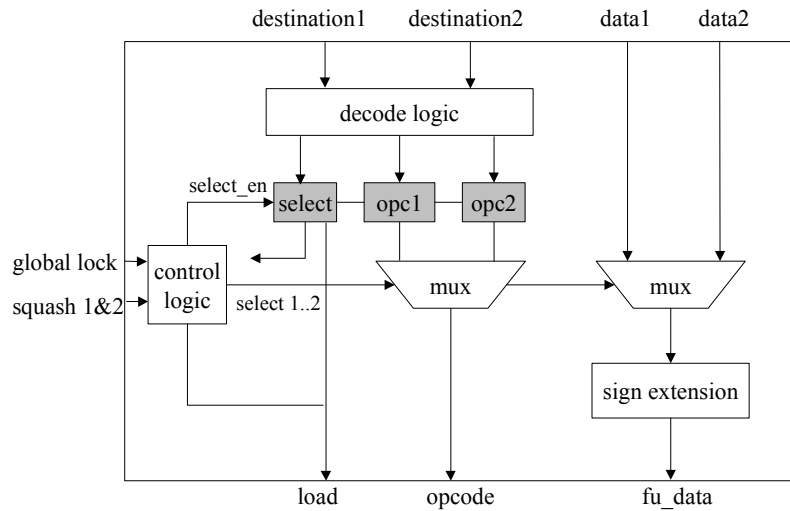 destination1 destination2 data1 data2
decode logic
select_en
select opc1 opc2
global lock
control
logic
squash 1&2
select 1..2
mux mux
sign extension
load opcode fu_data